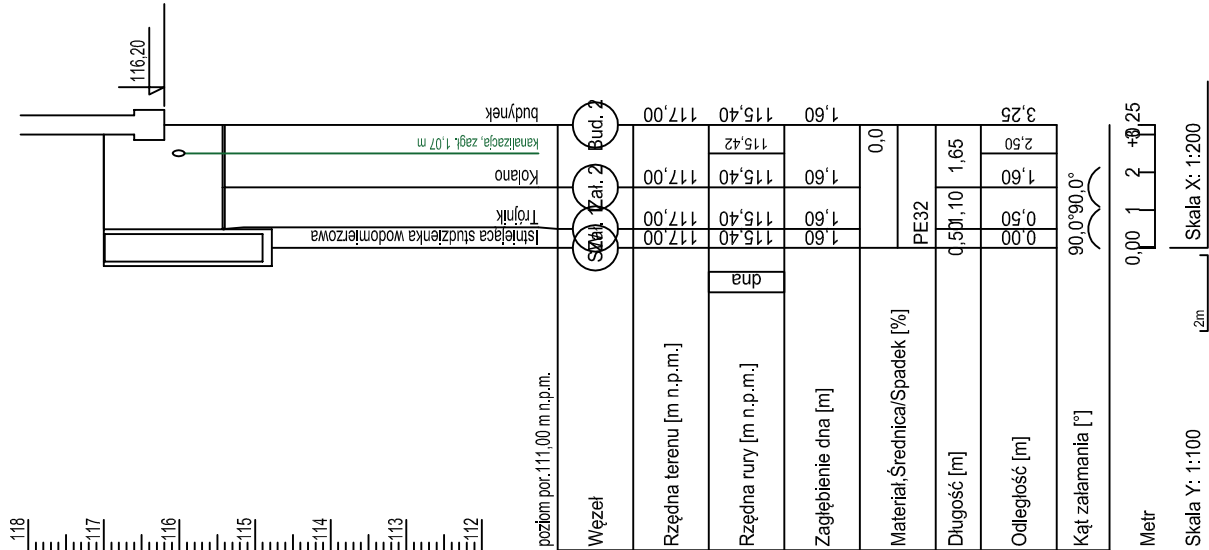 118
117
116
115
114
113
112
116,20
poziom por.111,00 m n.p.m.
Istniejąca studzienka wodomierzowa
Trójnik
Kolano
kanalizacja, zagł. 1,07 m
budynek
Węzeł
Zał. 2
Bud. 2
Rzędna terenu [m n.p.m.]
117,00
117,00
117,00
117,00
Rzędna rury [m n.p.m.]
dna
115,40
115,40
115,40
115,42
115,40
Zagłębienie dna [m]
1,60
1,60
1,60
1,60
Materiał,Średnica/Spadek [%]
PE32
0,0
Długość [m]
0,50
1,10
1,65
Odległość [m]
0,00
0,50
1,60
2,50
3,25
Kąt załamania [°]
90,0°
90,0°
Metr
0,00
1
2
+3,25
Skala Y: 1:100
2m
Skala X: 1:200